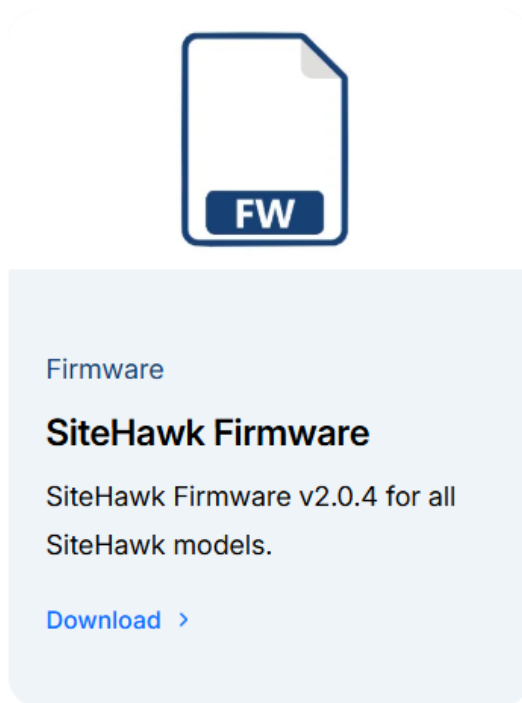 FW
Firmware
SiteHawk Firmware
SiteHawk Firmware v2.0.4 for all
SiteHawk models.
Download